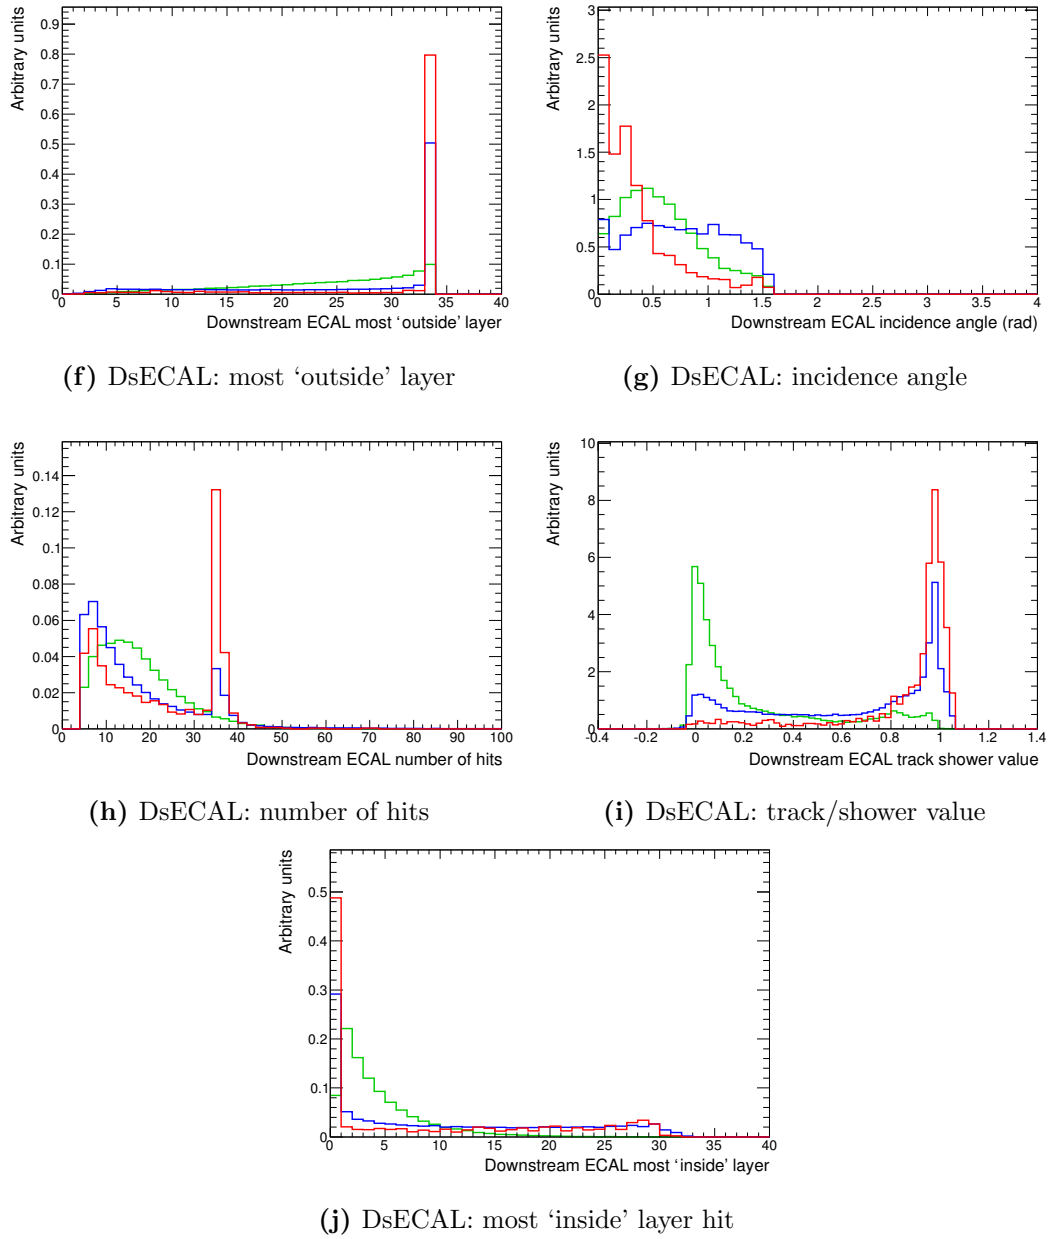 Arbitrary units
0.9
0.8
0.7
0.6
0.5
0.4
0.3
0.2
0.1
0
0 5 10 15 20 25 30 35 40
Downstream ECAL most ‘outside’ layer
(f) DsECAL: most ‘outside’ layer
Arbitrary units
3
2.5
2
1.5
1
0.5
0
0 0.5 1 1.5 2 2.5 3 3.5 4
Downstream ECAL incidence angle (rad)
(g) DsECAL: incidence angle
Arbitrary units
0.14
0.12
0.1
0.08
0.06
0.04
0.02
0
0 10 20 30 40 50 60 70 80 90 100
Downstream ECAL number of hits
(h) DsECAL: number of hits
Arbitrary units
10
8
6
4
2
0
-0.4 -0.2 0 0.2 0.4 0.6 0.8 1 1.2 1.4
Downstream ECAL track shower value
(i) DsECAL: track/shower value
Arbitrary units
0.5
0.4
0.3
0.2
0.1
0
0 5 10 15 20 25 30 35 40
Downstream ECAL most ‘inside’ layer
(j) DsECAL: most ‘inside’ layer hit